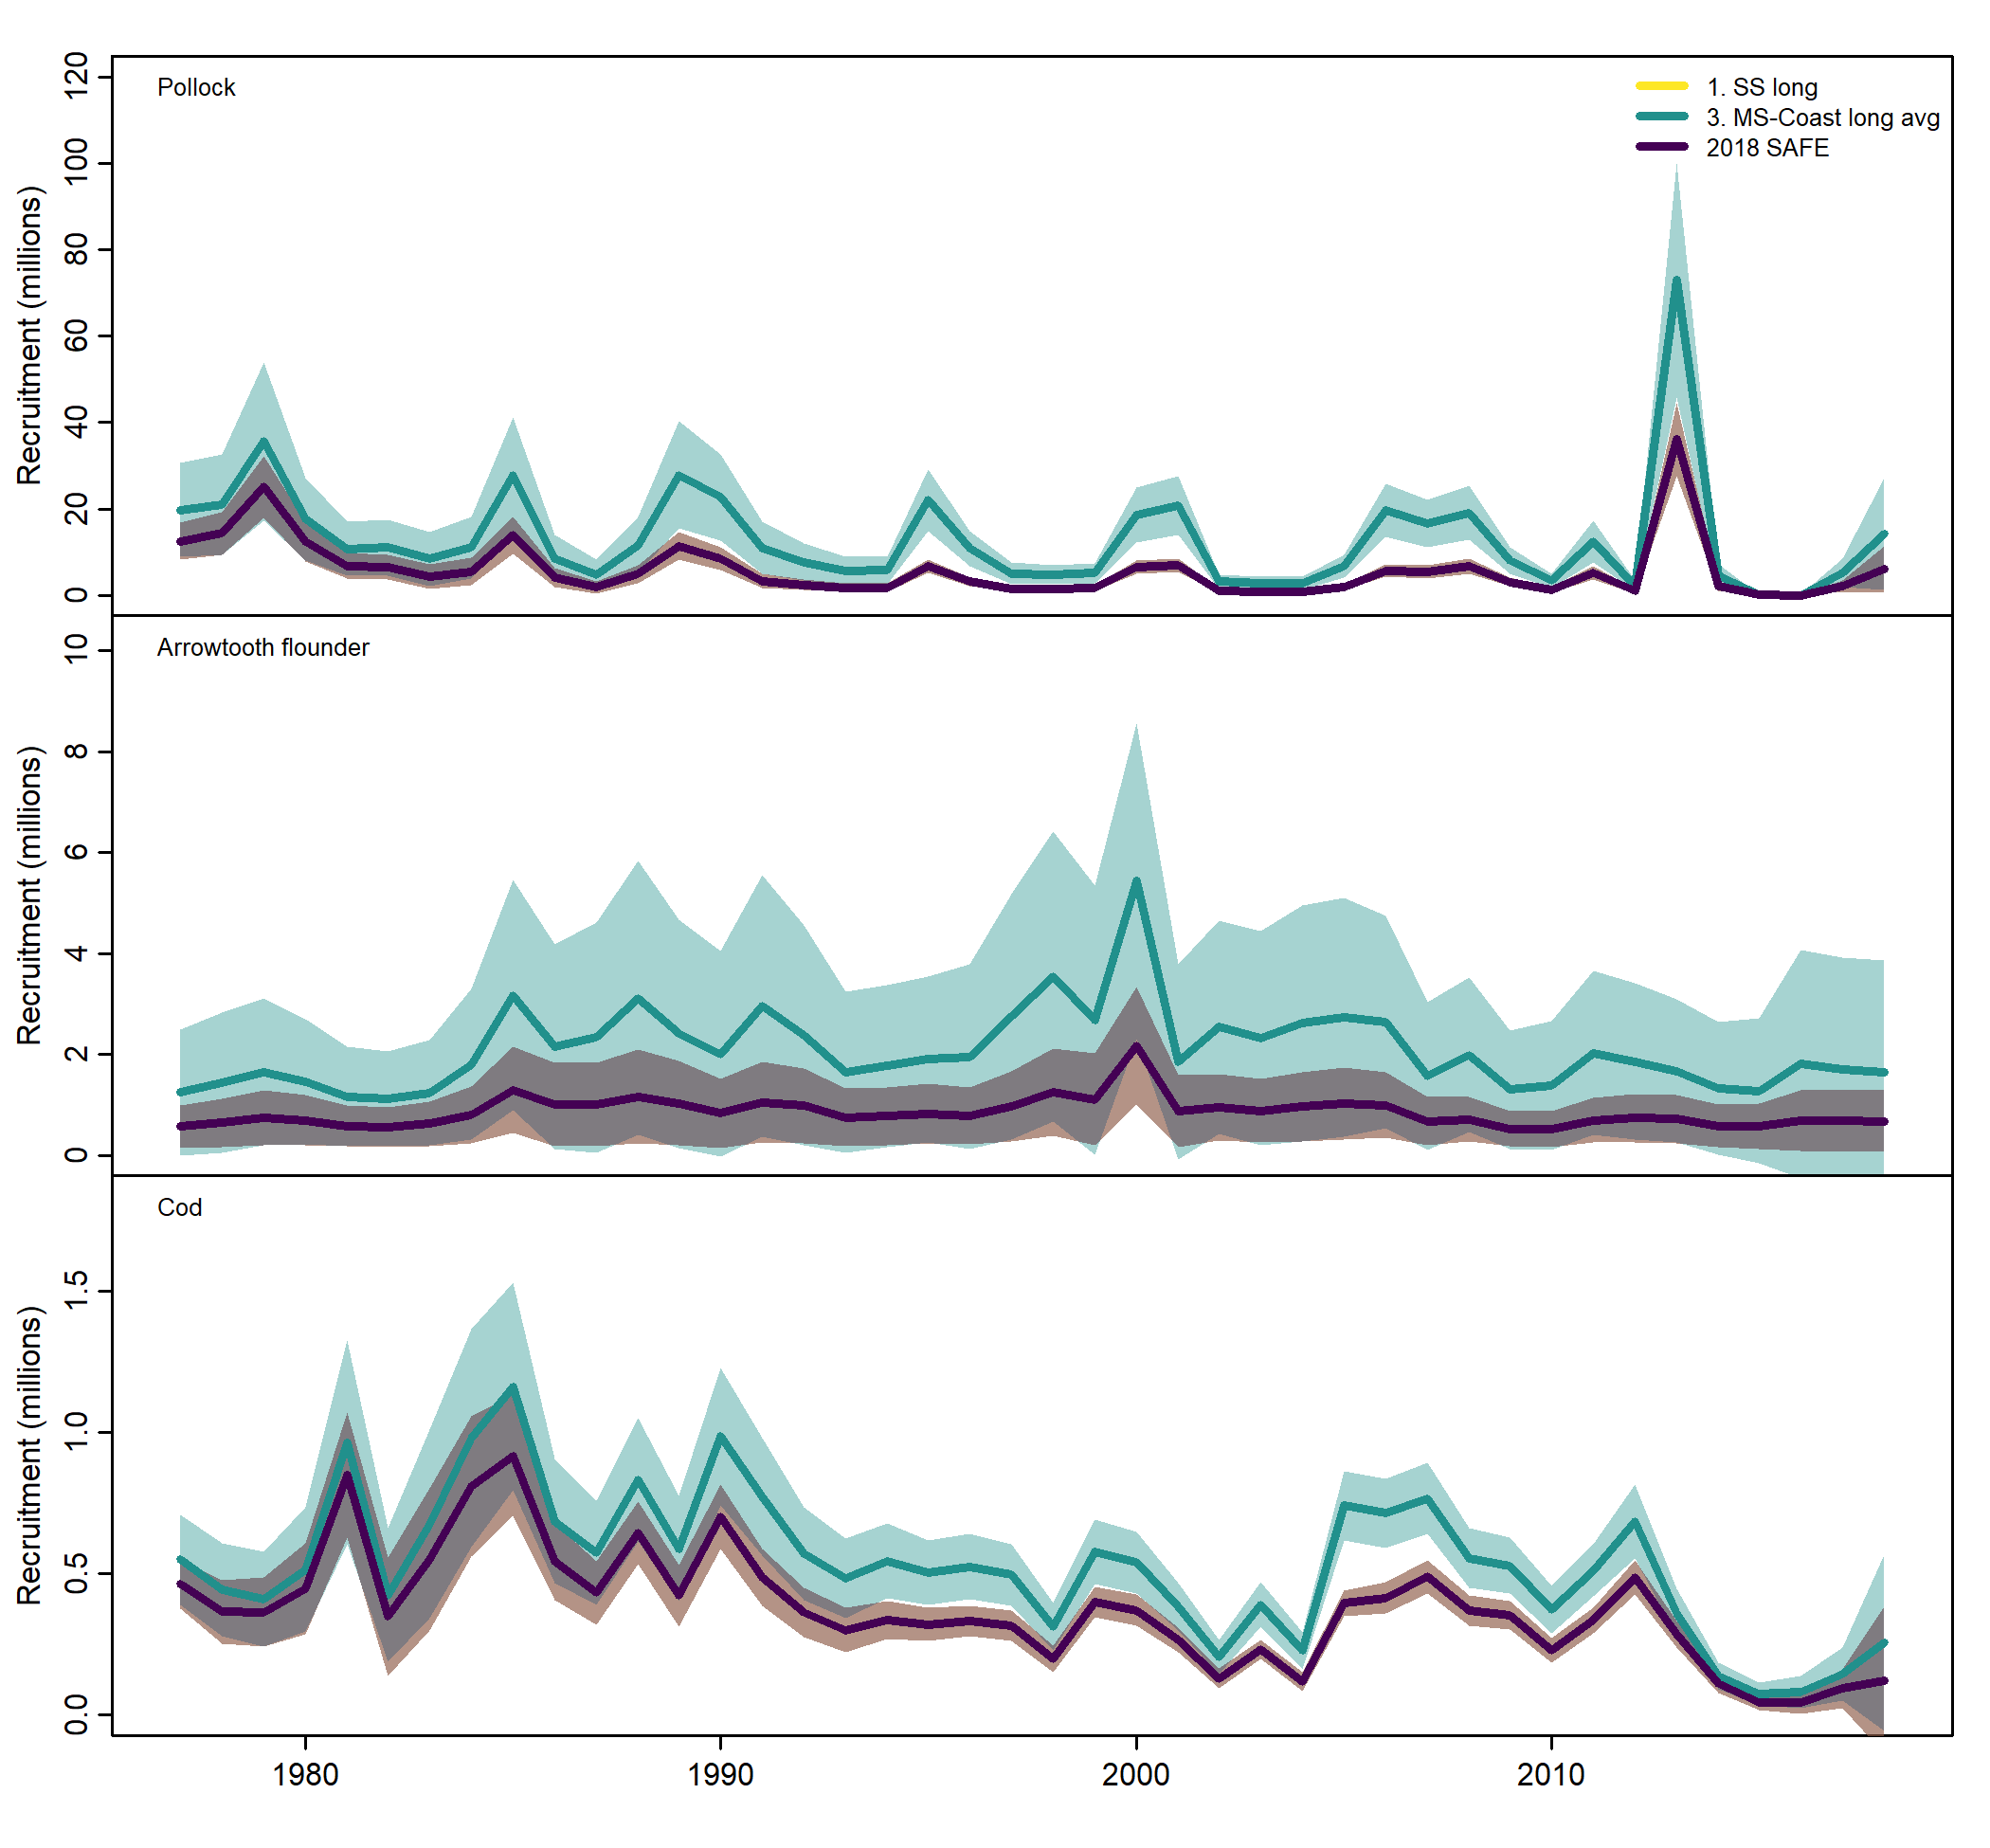 Pollock
1. SS long
3. MS-Coast long avg
2018 SAFE
Recruitment (millions)
0
20
40
60
80
100
120
Arrowtooth flounder
Recruitment (millions)
0
2
4
6
8
10
Cod
Recruitment (millions)
0.0
0.5
1.0
1.5
1980
1990
2000
2010